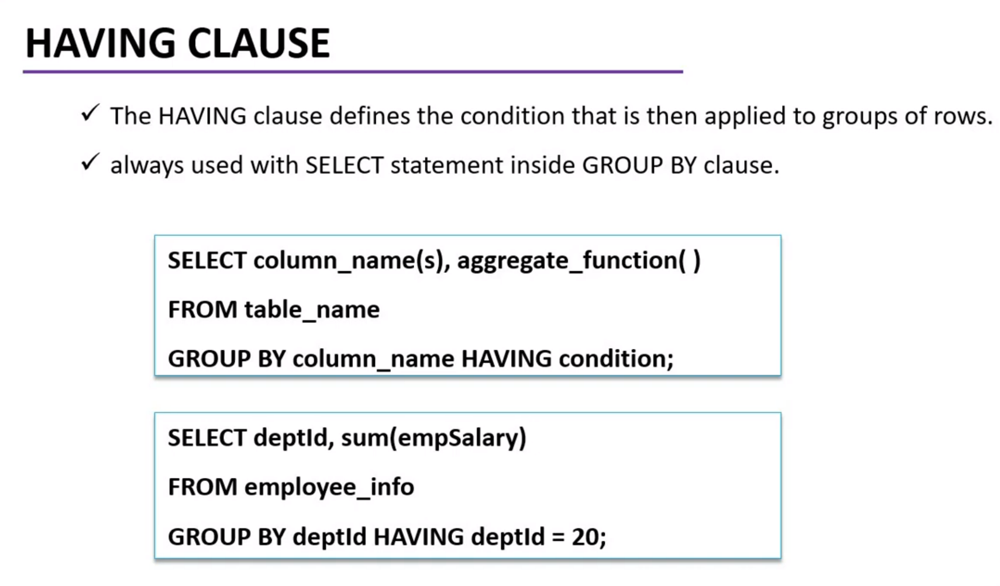 HAVING CLAUSE
✓ The HAVING clause defines the condition that is then applied to groups of rows.
✓ always used with SELECT statement inside GROUP BY clause.
SELECT column_name(s), aggregate_function( )
FROM table_name
GROUP BY column_name HAVING condition;
SELECT deptId, sum(empSalary)
FROM employee_info
GROUP BY deptId HAVING deptId = 20;